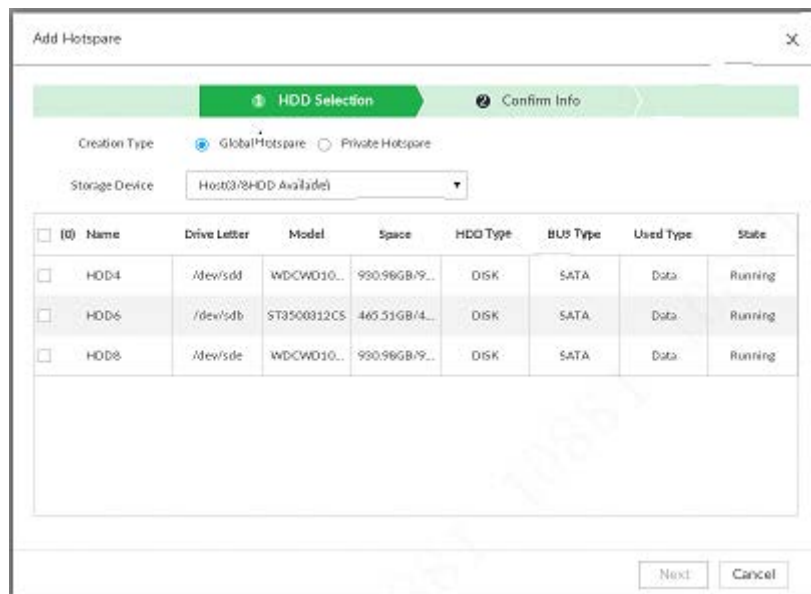 Add Hotspare
1 HDD Selection 2 Confirm Info
Creation Type Global Hotspare Private Hotspare
Storage Device Host(3/8HDD Available)
(0) Name Drive Letter Model Space HDD Type BUS Type Used Type State
HDD4 /dev/sdd WDCWD10... 930.98GB/9... DISK SATA Data Running
HDD6 /dev/sdb ST3500312CS 465.51GB/4... DISK SATA Data Running
HDD8 /dev/sde WDCWD10... 930.98GB/9... DISK SATA Data Running
Next Cancel